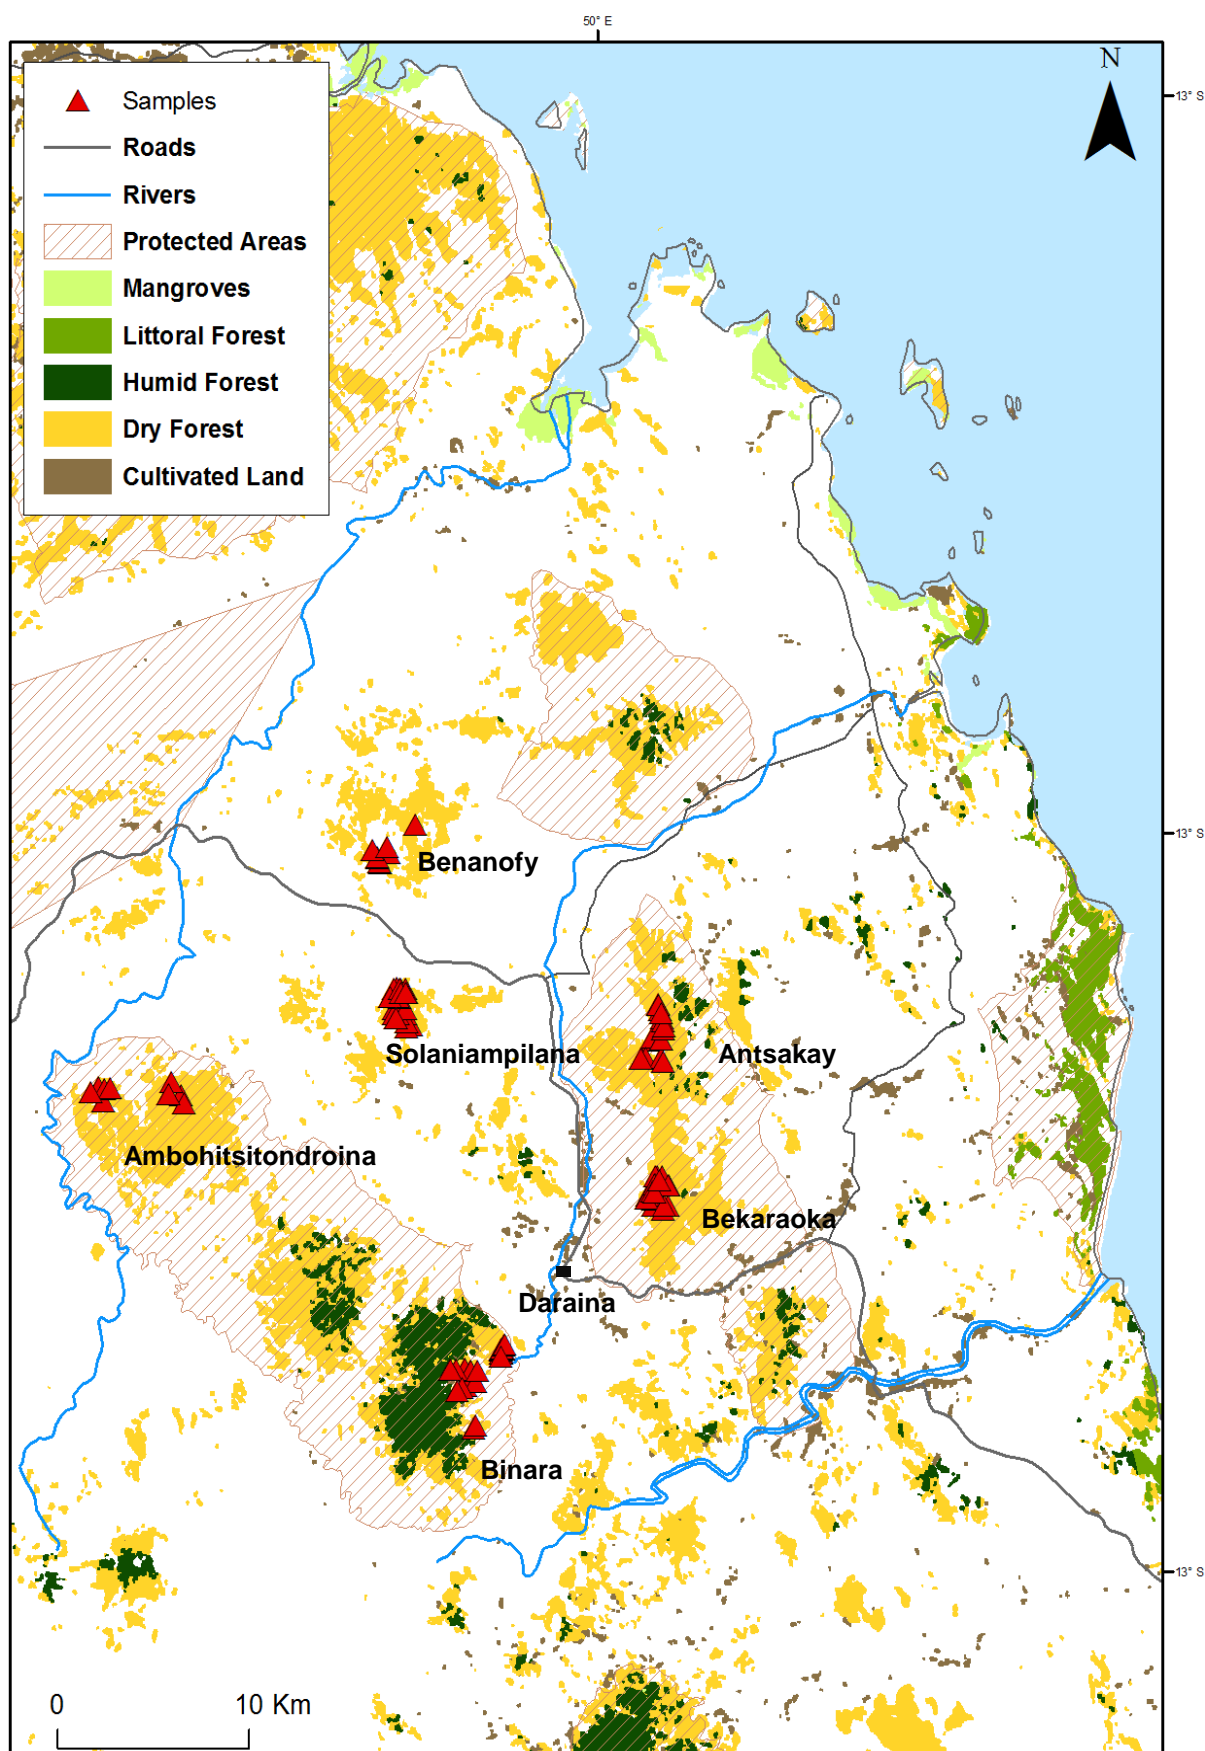 50° E
N
13° S
Samples
Roads
Rivers
Protected Areas
Mangroves
Littoral Forest
Humid Forest
Dry Forest
Cultivated Land
13° S
Benanofy
Solaniampilana
Antsakay
Ambohitsitondroina
Bekaraoka
Daraina
Binara
13° S
0 10 Km